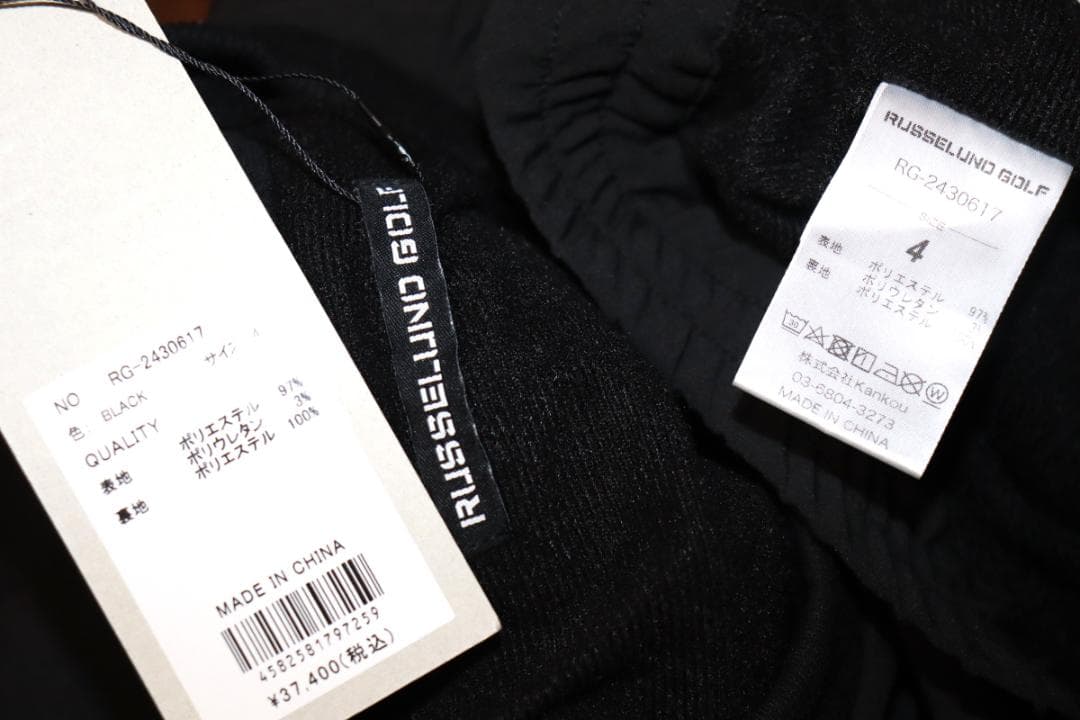 NO RG-2430617
サイズ 4
色: BLACK
QUALITY
表地 ポリエステル 97%
ポリウレタン 3%
裏地 ポリエステル 100%
MADE IN CHINA
4582581797259
¥37,400(税込)
RUSSELUNO GOLF
RUSSELUNO GOLF
RG-2430617
SIZE
4
表地 ポリエステル 97%
ポリウレタン
裏地 ポリエステル
30
W
株式会社Kankou
03-6804-3273
MADE IN CHINA